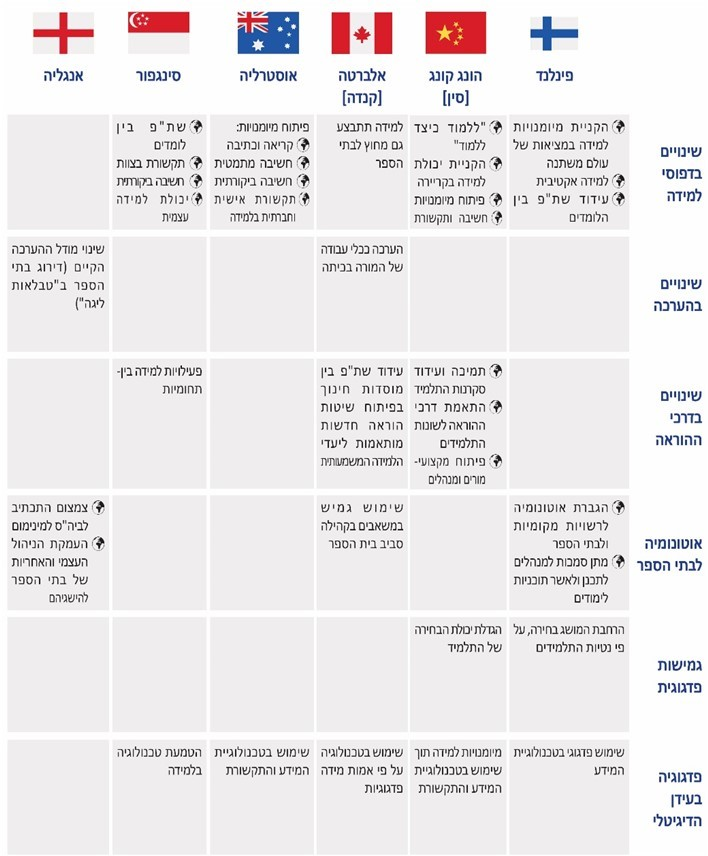 פינלנד
הונג קונג
[סין]
אלברטה
[קנדה]
אוסטרליה
סינגפור
אנגליה
שינויים
בדפוסי
למידה
הקניית מיומנויות
למידה במציאות של
עולם משתנה
למידה אקטיבית
עידוד שת"פ בין
הלומדים
"ללמוד כיצד
ללמוד"
הקניית יכולת
למידה בקריירה
פיתוח מיומנויות
חשיבה ותקשורת
למידה תתבצע
גם מחוץ לבתי
הספר
פיתוח מיומנויות:
קריאה וכתיבה
חשיבה מתמטית
חשיבה ביקורתית
תקשורת אישית
וחברתית בלמידה
שת"פ בין
לומדים
תקשורת בצוות
חשיבה ביקורתית
יכולת למידה
עצמית
שינויים
בהערכה
הערכה ככלי עבודה
של המורה בכיתה
שינוי מודל ההערכה
הקיים (דירוג בתי
הספר ב"טבלאות
ליגה")
שינויים
בדרכי
ההוראה
תמיכה ועידוד
סקרנות התלמיד
התאמת דרכי
ההוראה לשונות
התלמידים
פיתוח מקצועי-
מורים ומנהלים
עידוד שת"פ בין
מוסדות חינוך
בפיתוח שיטות
הוראה חדשות
מותאמות ליעדי
הלמידה המשמעותית
פעילויות למידה בין-
תחומיות
אוטונומיה
לבתי הספר
הגברת אוטונומיה
לרשויות מקומיות
ולבתי הספר
מתן סמכות למנהלים
לתכנן ולאשר תוכניות
לימודים
שימוש גמיש
במשאבים בקהילה
סביב בית הספר
צמצום התכתיב
לביה"ס למינימום
העמקת הניהול
העצמי והאחריות
של בתי הספר
להישגיהם
גמישות
פדגוגית
הרחבת המושג בחירה, על
פי נטיות התלמידים
הגדלת יכולת הבחירה
של התלמיד
פדגוגיה
בעידן
הדיגיטלי
שימוש פדגוגי בטכנולוגיית
המידע
מיומנויות למידה תוך
שימוש בטכנולוגיית
המידע והתקשורת
שימוש בטכנולוגיה
על פי אמות מידה
פדגוגיות
שימוש בטכנולוגיית
המידע והתקשורת
הטמעת טכנולוגיה
בלמידה